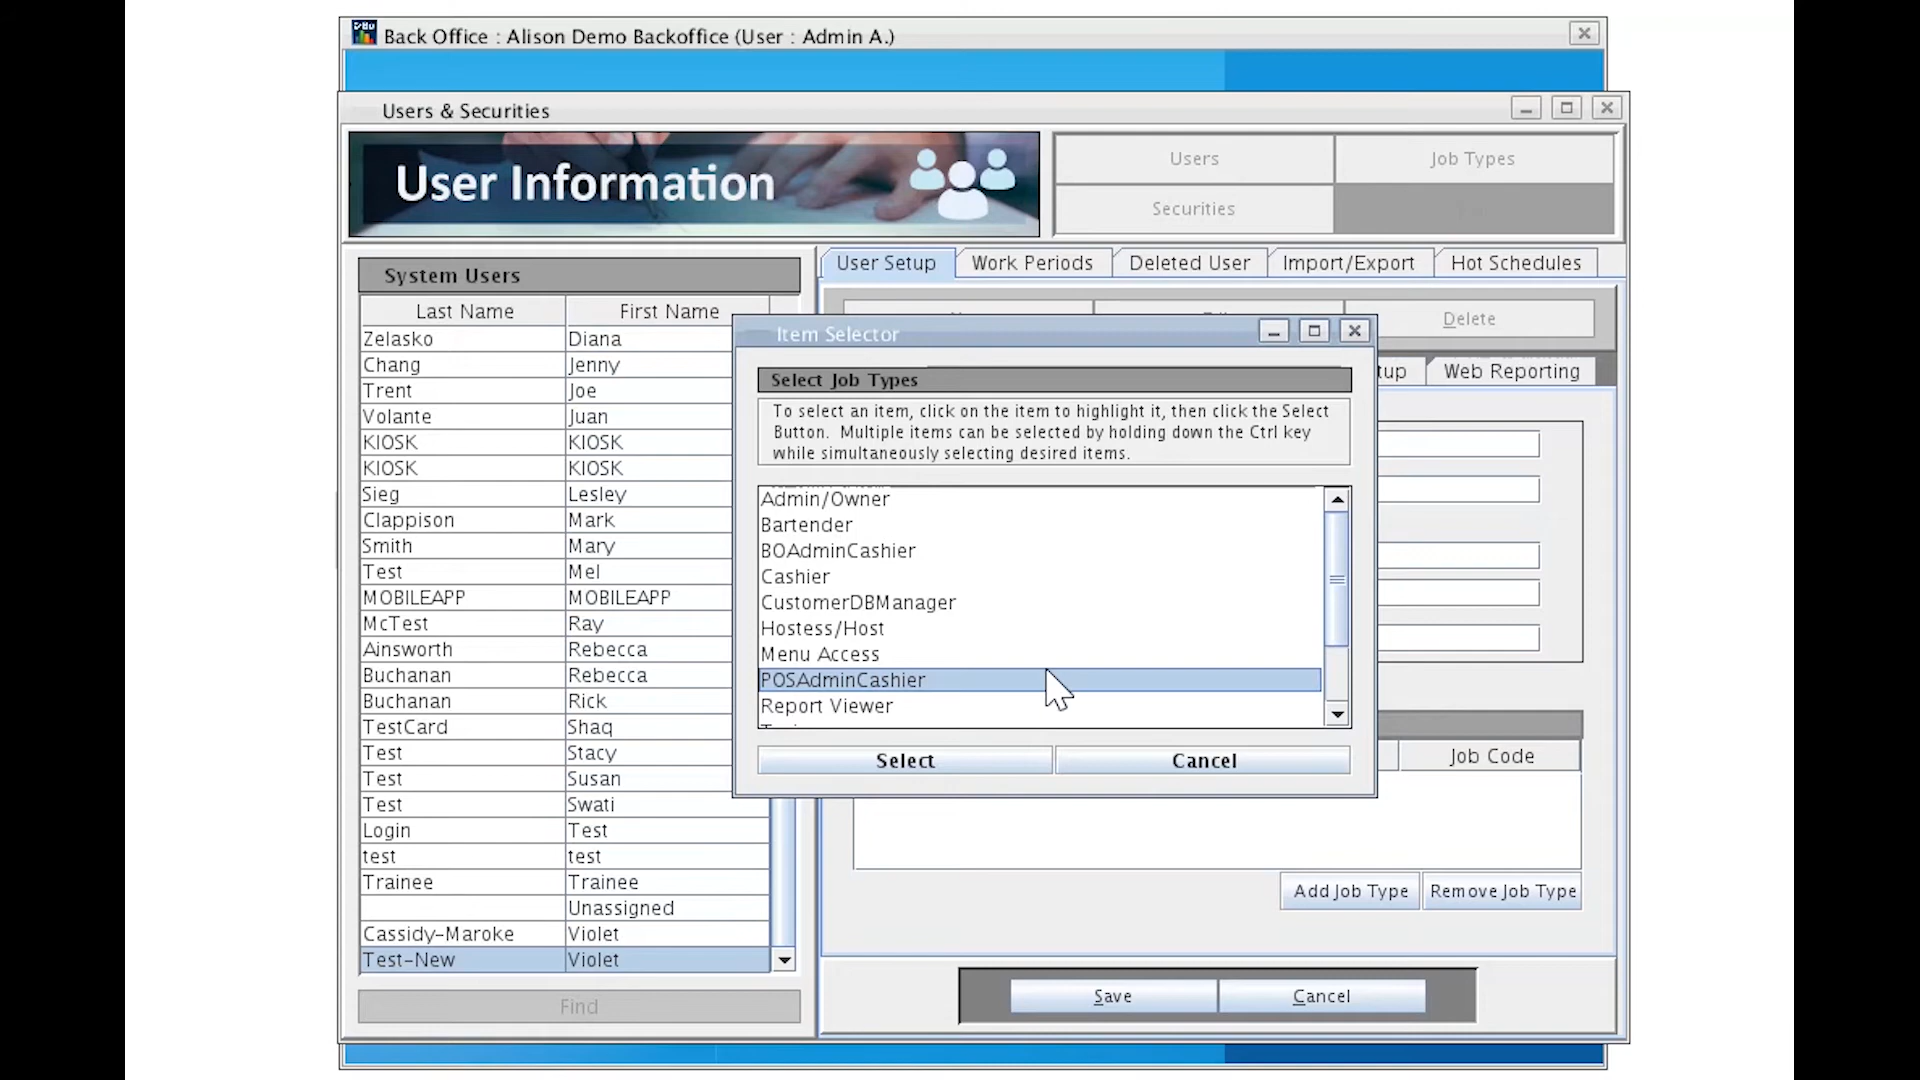 Back Office : Alison Demo Backoffice (User : Admin A.)
Users & Securities
User Information
Users
Job Types
Securities
System Users
Last Name First Name
Zelasko Diana
Chang Jenny
Trent Joe
Volante Juan
KIOSK KIOSK
KIOSK KIOSK
Sieg Lesley
Clappison Mark
Smith Mary
Test Mel
MOBILEAPP MOBILEAPP
McTest Ray
Ainsworth Rebecca
Buchanan Rebecca
Buchanan Rick
TestCard Shaq
Test Stacy
Test Susan
Test Swati
Login Test
test test
Trainee Trainee
Unassigned
Cassidy-Maroke Violet
Test-New Violet
Find
User Setup Work Periods Deleted User Import/Export Hot Schedules
Delete
Web Reporting
Item Selector
Select Job Types
To select an item, click on the item to highlight it, then click the Select
Button. Multiple items can be selected by holding down the Ctrl key
while simultaneously selecting desired items.
Admin/Owner
Bartender
BOAdminCashier
Cashier
CustomerDBManager
Hostess/Host
Menu Access
POSAdminCashier
Report Viewer
Select Cancel
Job Code
Add Job Type Remove Job Type
Save Cancel